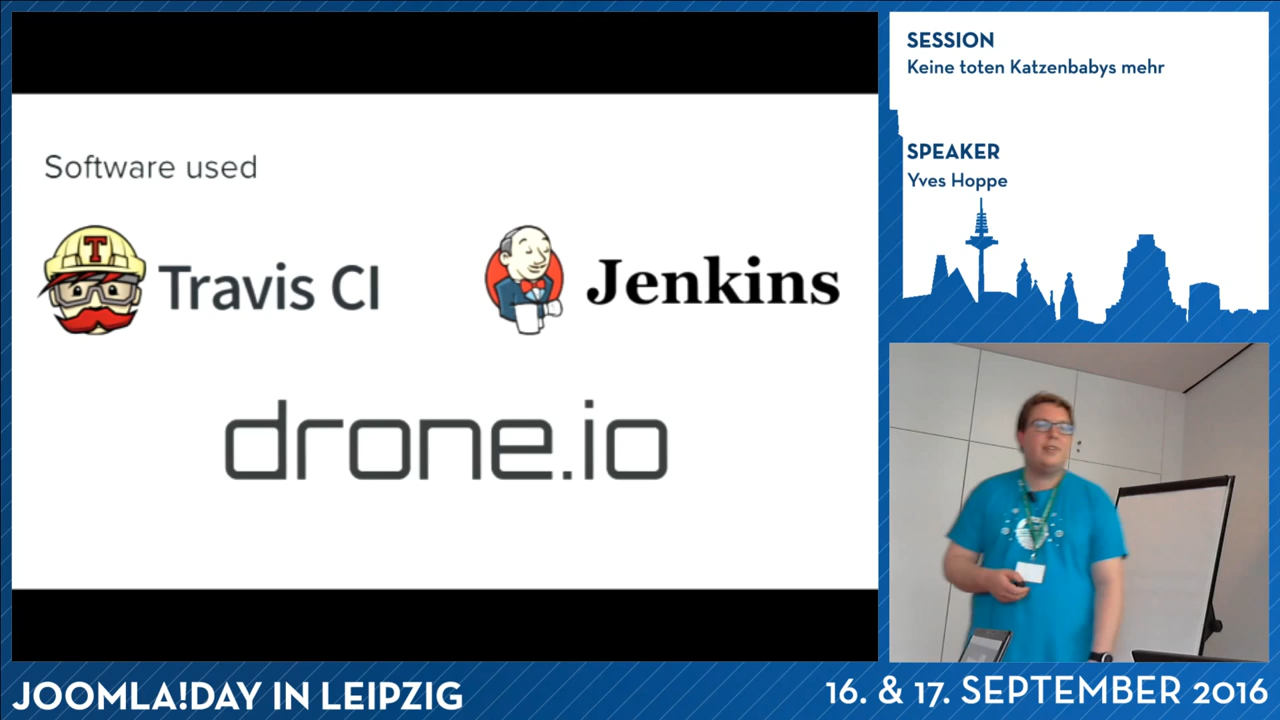 Software used
T
Travis CI
Jenkins
drone.io
SESSION
Keine toten Katzenbabys mehr
SPEAKER
Yves Hoppe
JOOMLA!DAY IN LEIPZIG
16. & 17. SEPTEMBER 2016